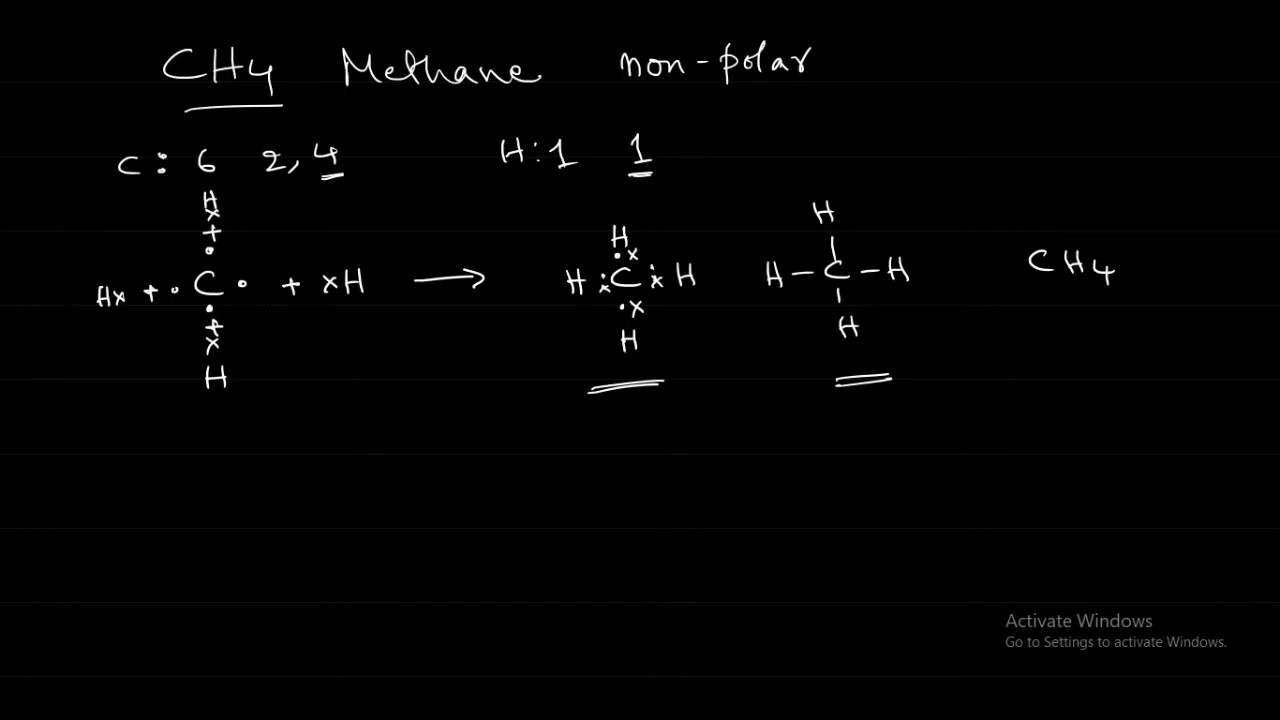 CH4 Methane non-polar
C: 6 2, 4 H: 1 1
H
x
+
•
Hx + • C • + xH → H :x C :x H H — C — H CH4
•
+
x
H
H
• x
• x
H
H
|
|
H
Activate Windows
Go to Settings to activate Windows.